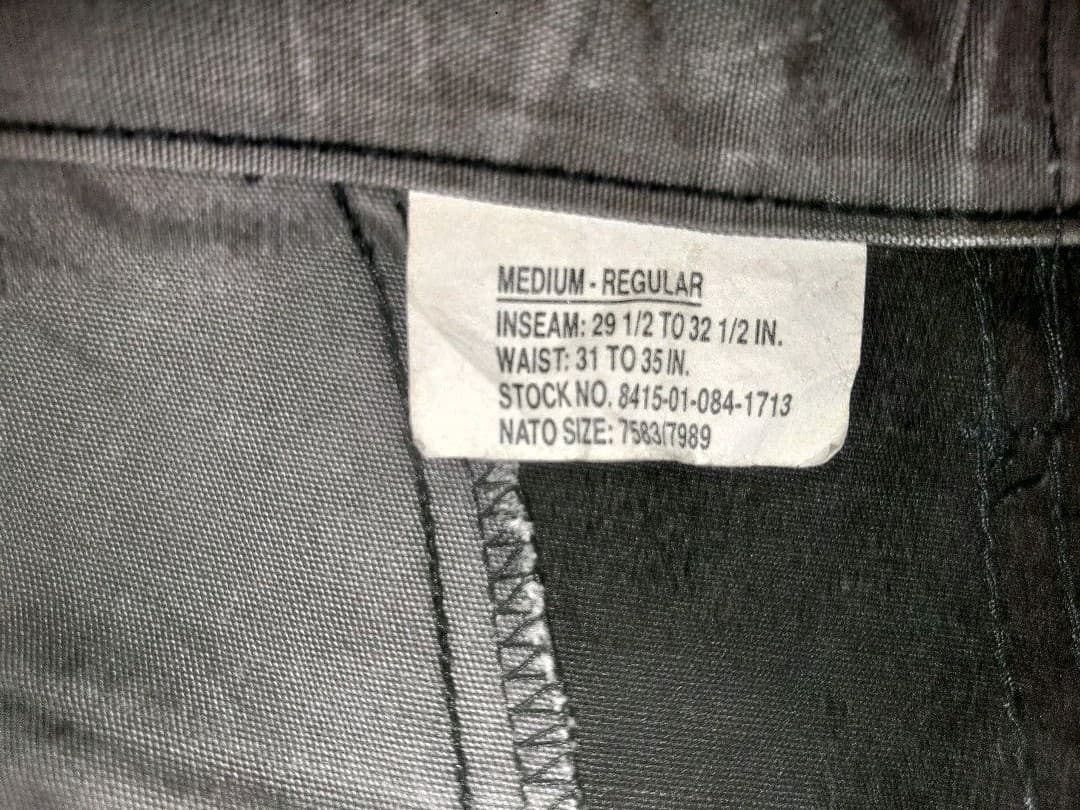 MEDIUM - REGULAR
INSEAM: 29 1/2 TO 32 1/2 IN.
WAIST: 31 TO 35 IN.
STOCK NO. 8415-01-084-1713
NATO SIZE: 7583/7989